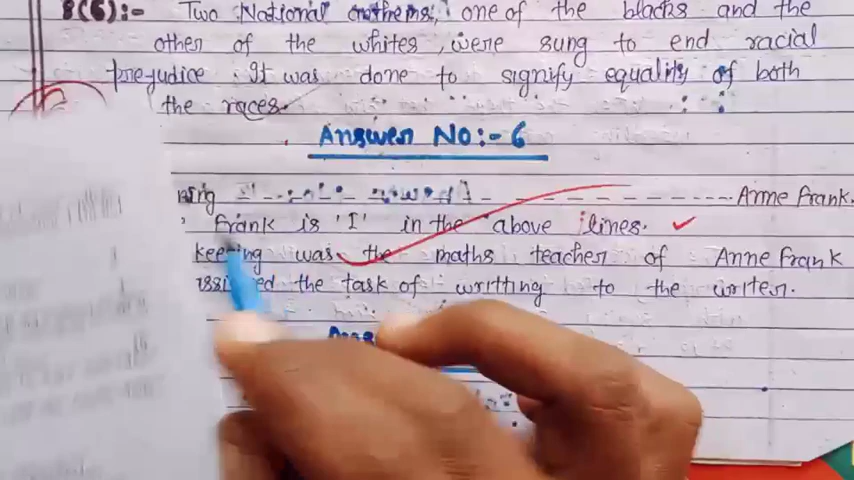 8(6):- Two National anthems, one of the blacks and the
other of the whites, were sung to end racial
prejudice. It was done to signify equality of both
the races.
Answer No:- 6
Anne Frank.
Frank is 'I' in the above lines.
keeping was the maths teacher of Anne Frank
the task of writting to the writer.